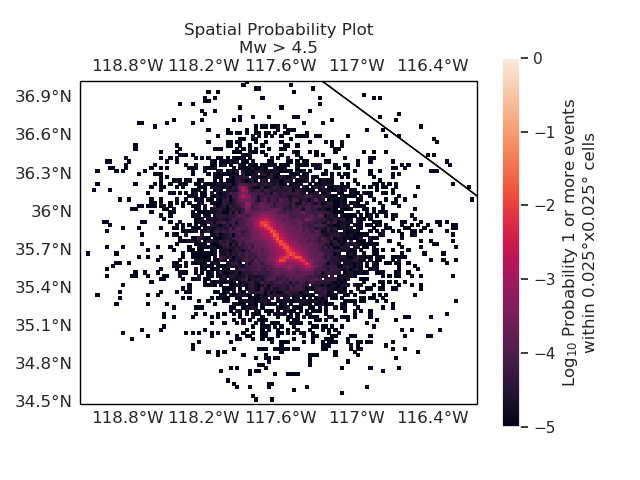 Spatial Probability Plot
Mw > 4.5
118.8°W 118.2°W 117.6°W 117°W 116.4°W
36.9°N
36.6°N
36.3°N
36°N
35.7°N
35.4°N
35.1°N
34.8°N
34.5°N
118.8°W 118.2°W 117.6°W 117°W 116.4°W
0
−1
−2
−3
−4
−5
Log₁₀ Probability 1 or more events
within 0.025°x0.025° cells